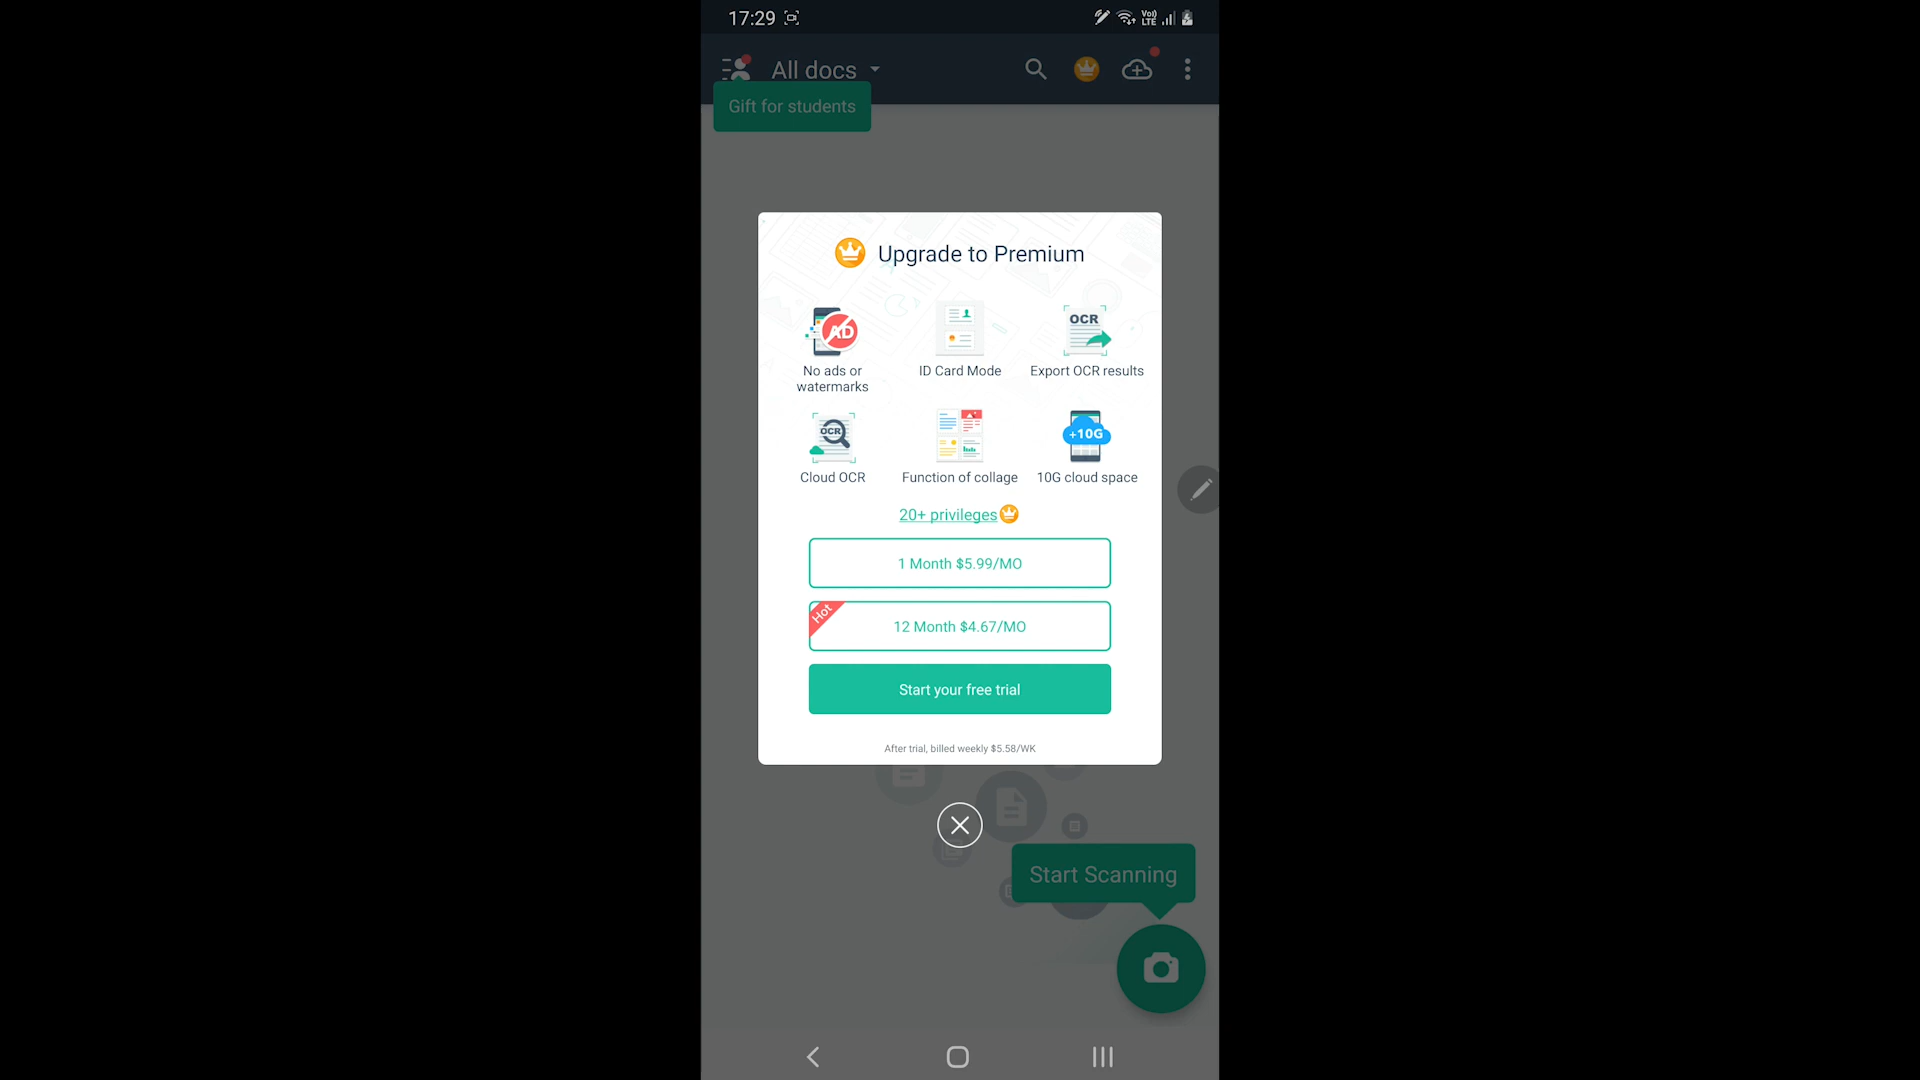 17:29
Vo))
LTE
All docs
Gift for students
Upgrade to Premium
AD
OCR
No ads or
watermarks
ID Card Mode
Export OCR results
OCR
+10G
Cloud OCR
Function of collage
10G cloud space
20+ privileges
1 Month $5.99/MO
Hot
12 Month $4.67/MO
Start your free trial
After trial, billed weekly $5.58/WK
Start Scanning